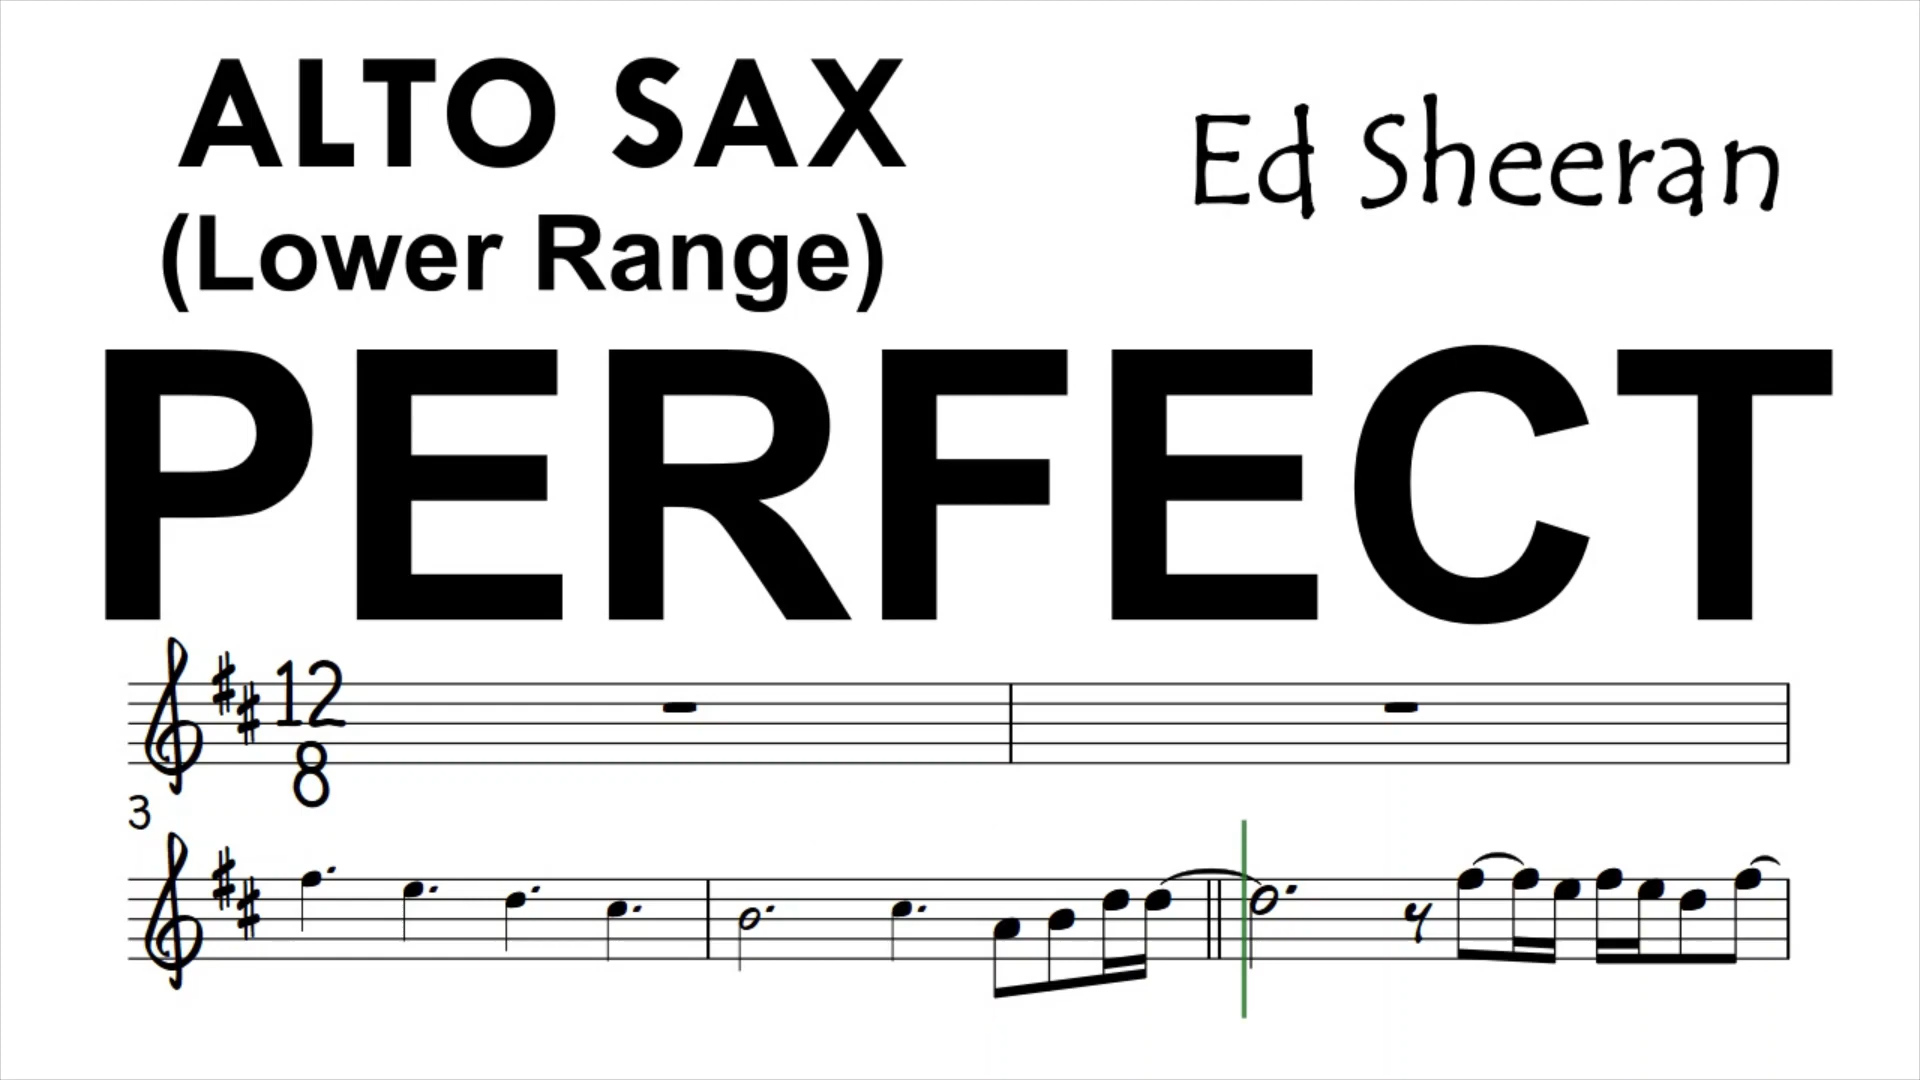 ALTO SAX
Ed Sheeran
(Lower Range)
PERFECT
12
8
3